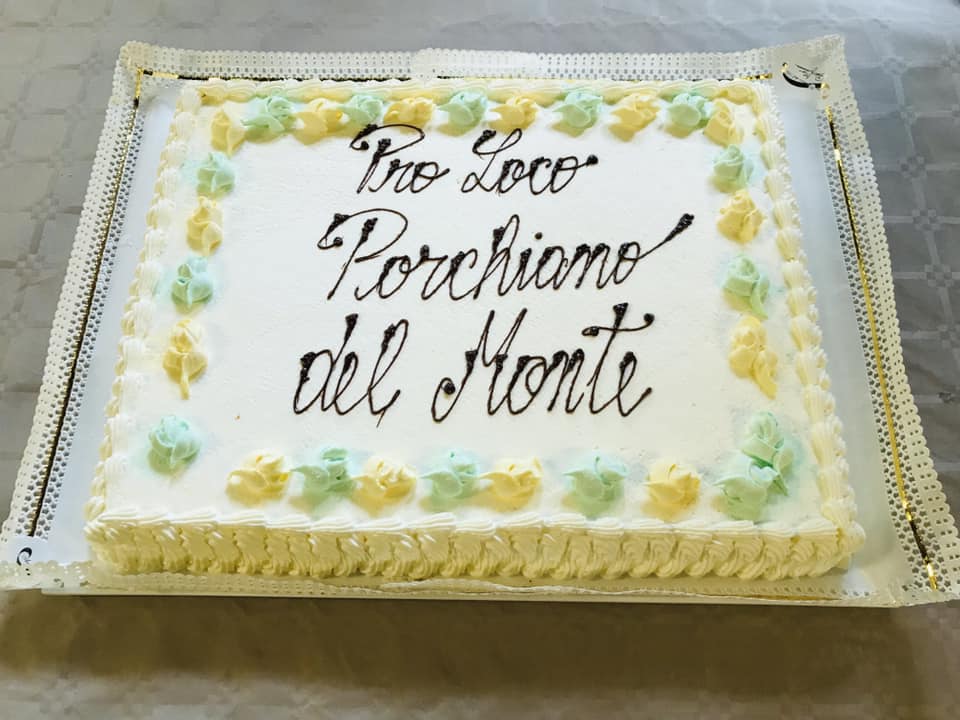 Pro Loco
Porchiano
del Monte